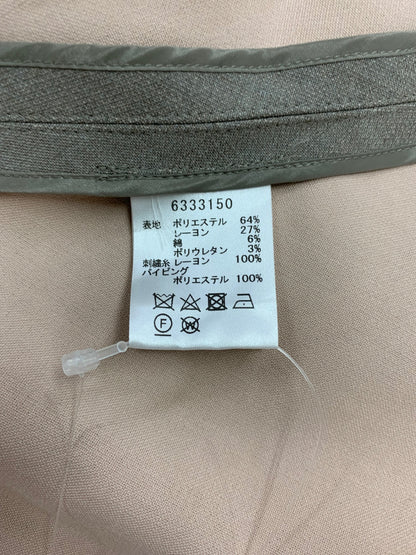 6333150
表地 ポリエステル 64%
レーヨン 27%
綿 6%
ポリウレタン 3%
刺繍糸 レーヨン 100%
パイピング
ポリエステル 100%
F
W